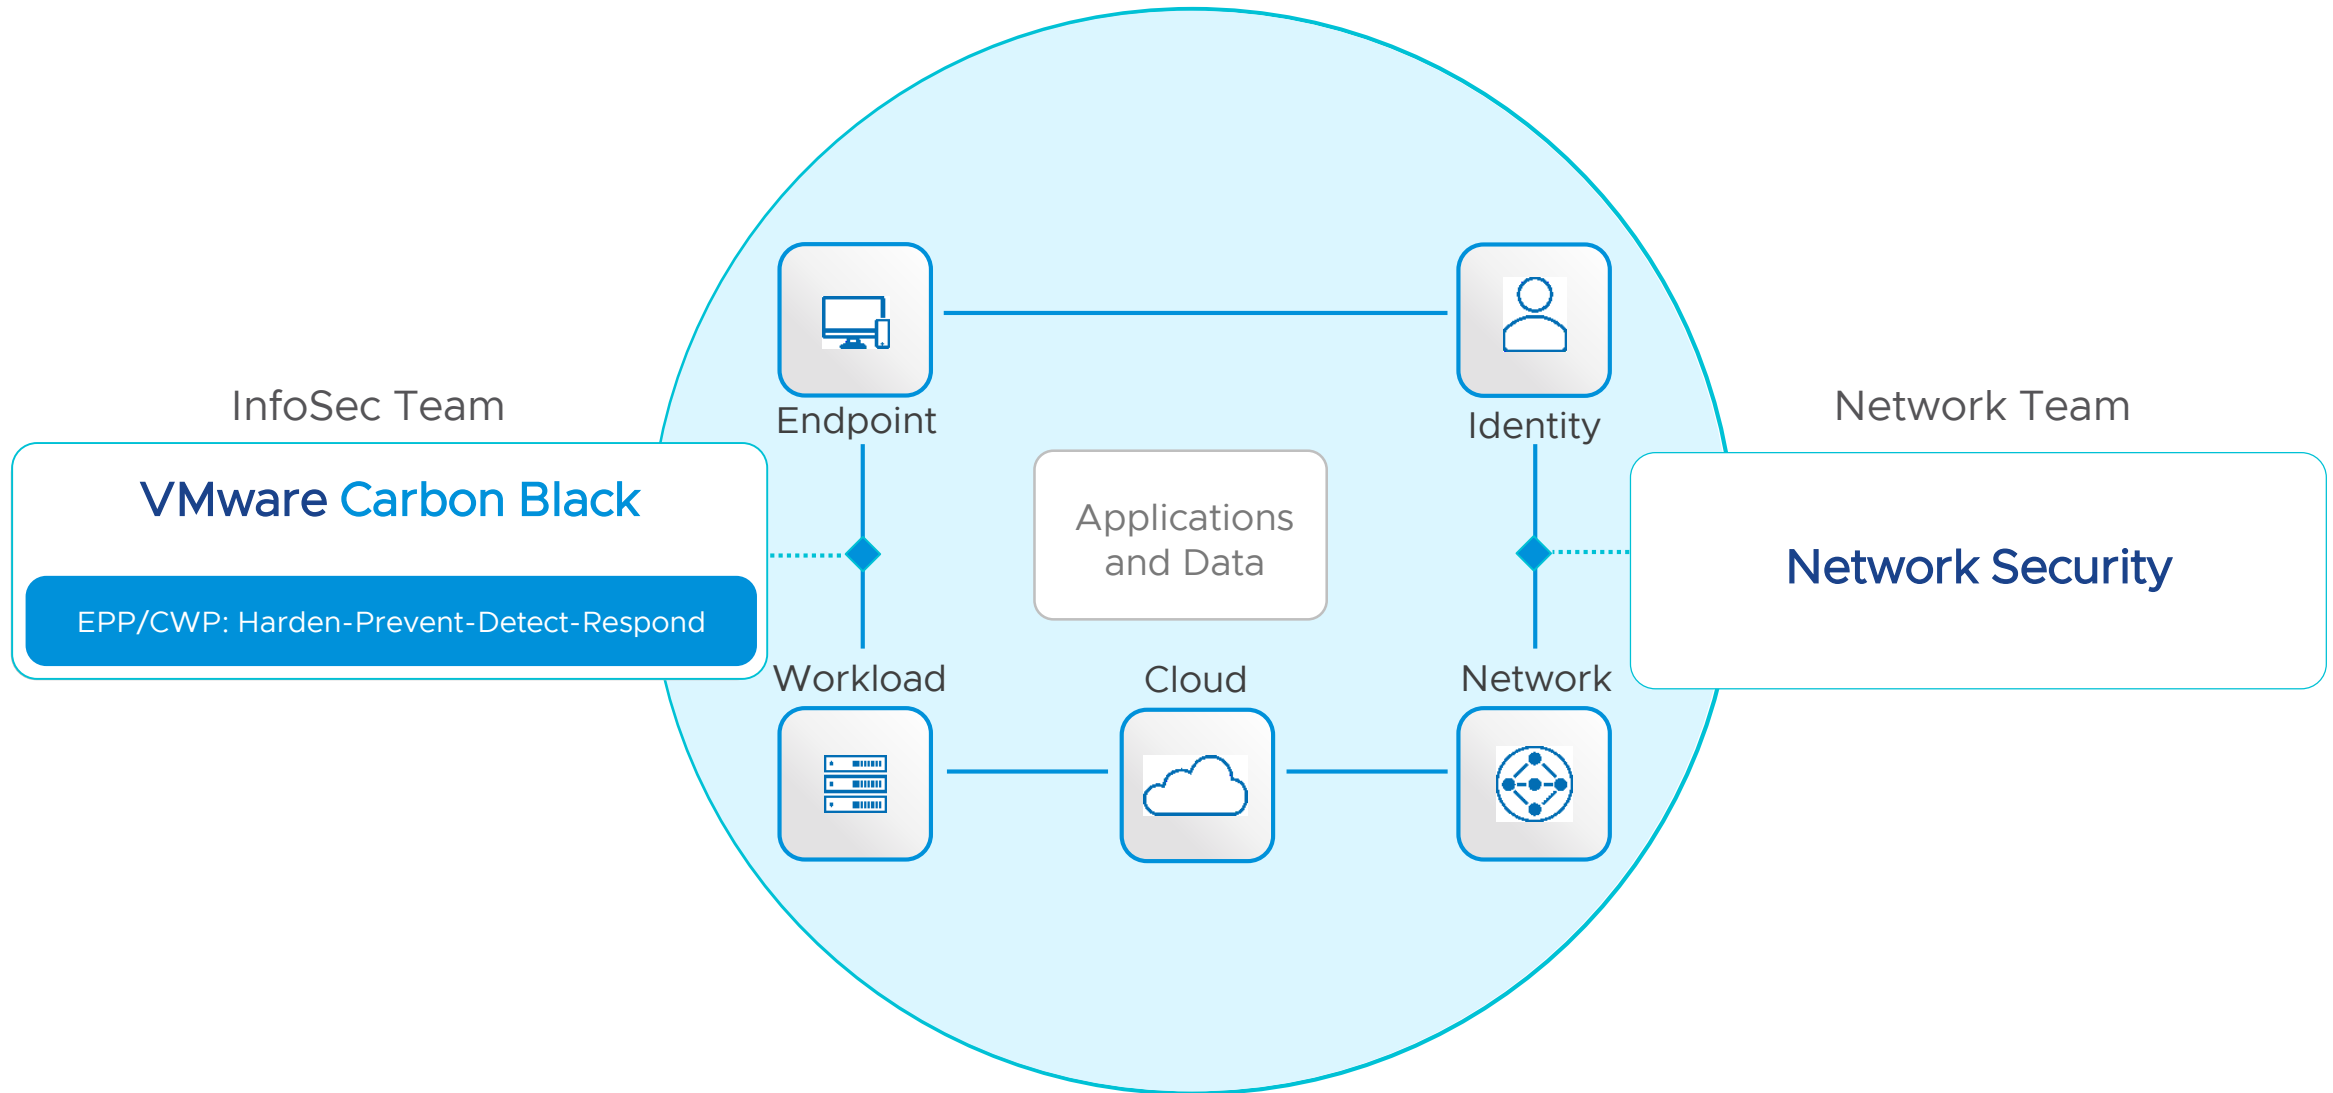 InfoSec Team
VMware Carbon Black
EPP/CWP: Harden-Prevent-Detect-Respond
Endpoint
Identity
Applications
and Data
Workload
Cloud
Network
Network Team
Network Security